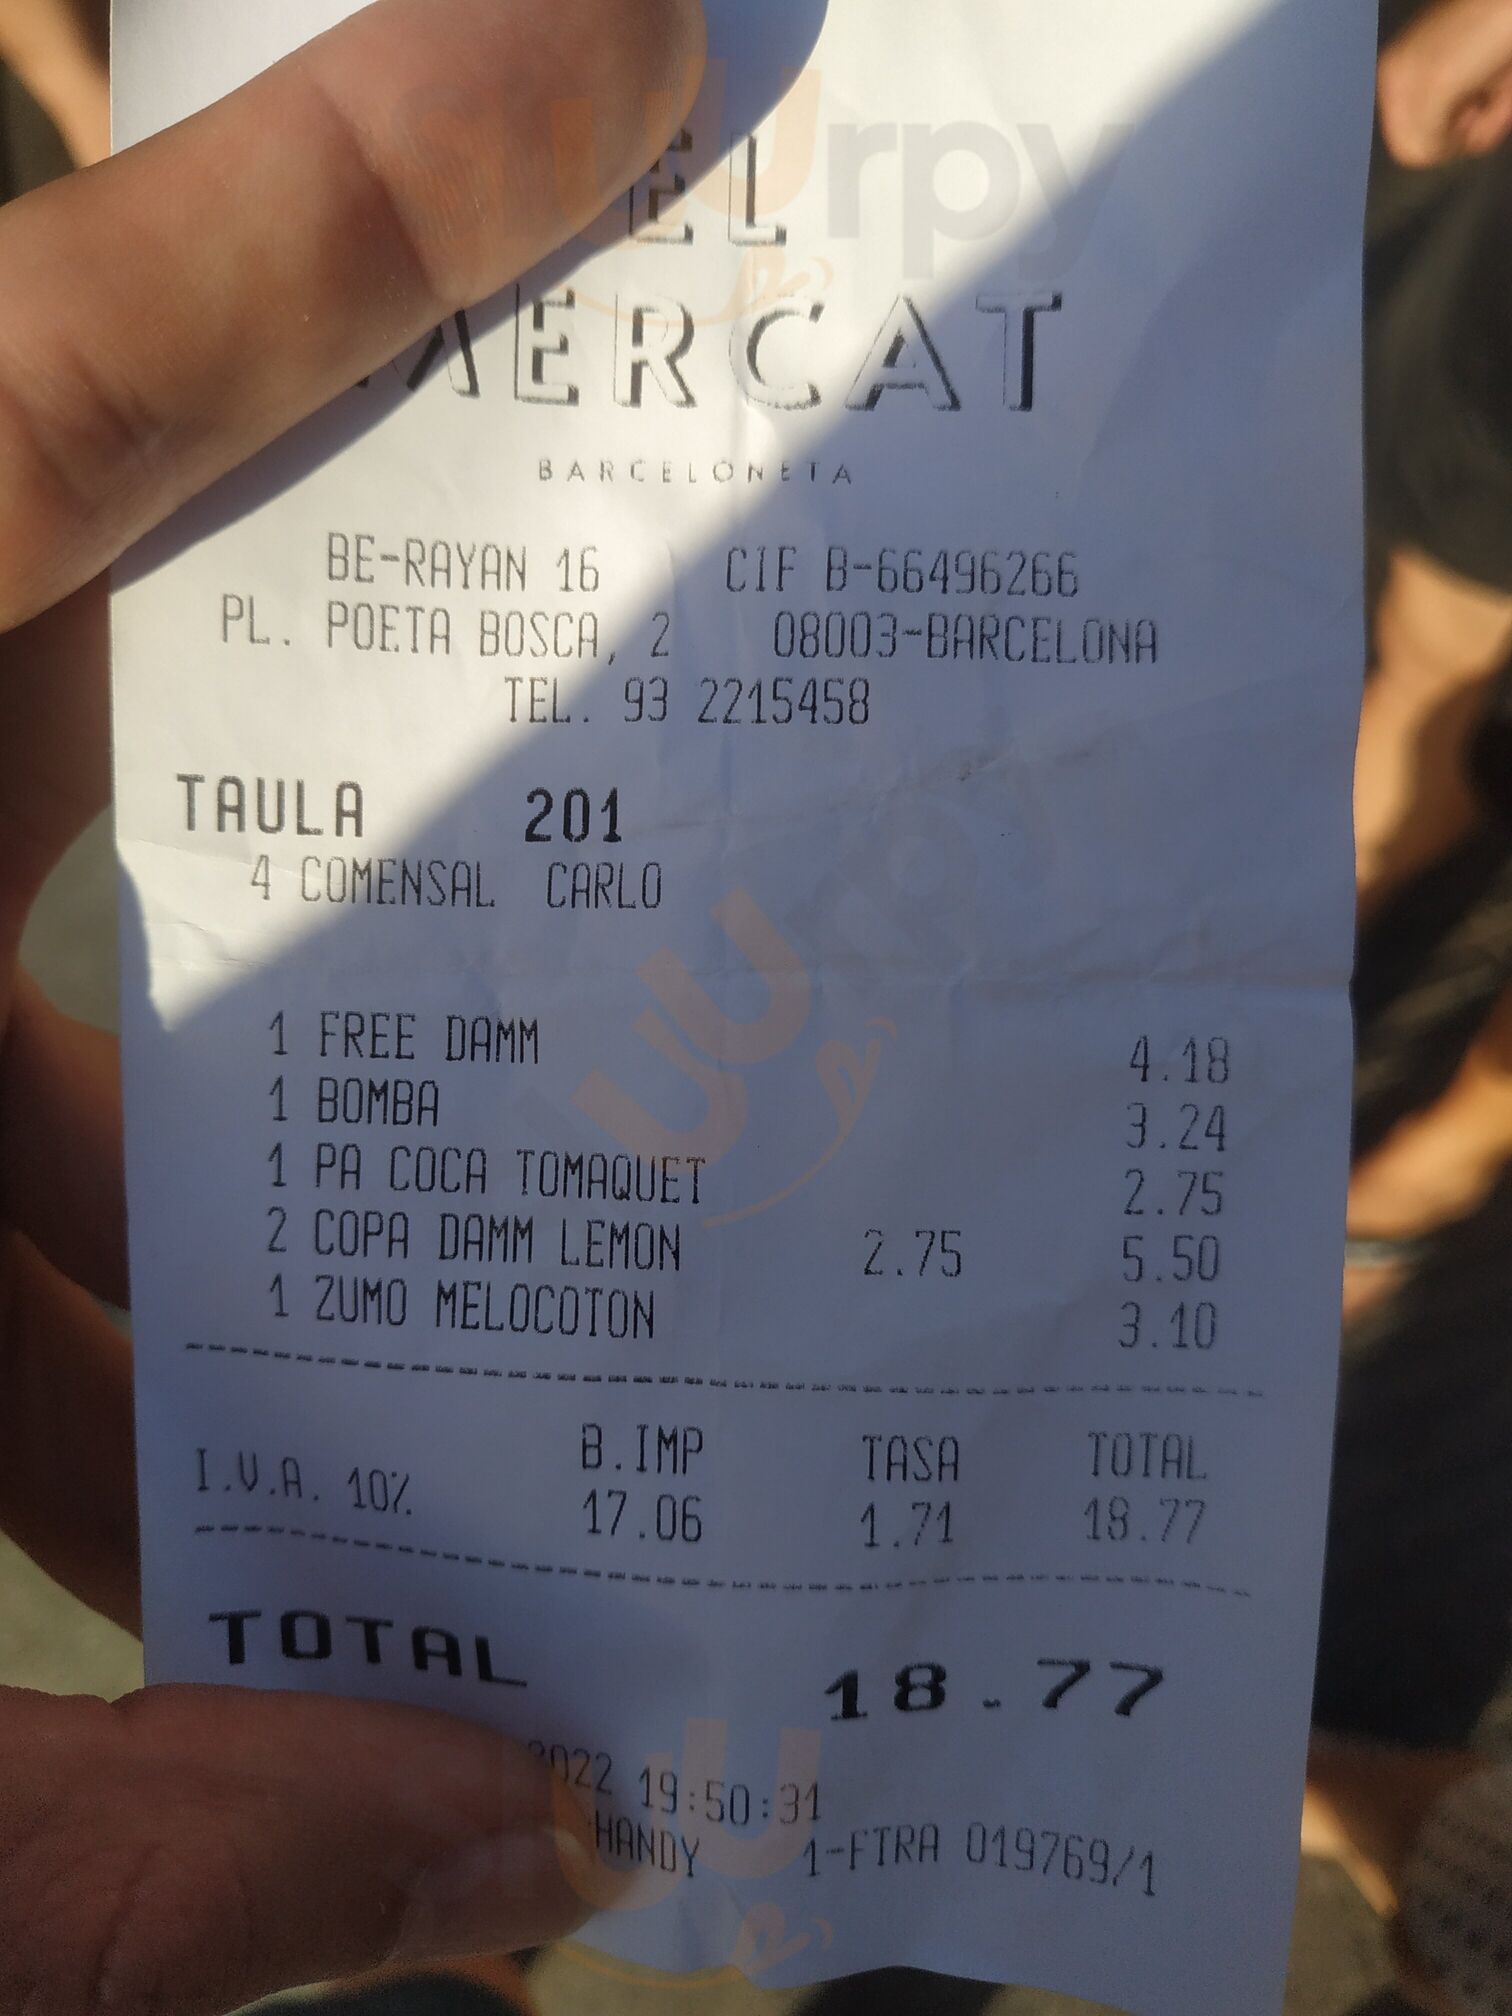 EL
MERCAT
BARCELONETA
BE-RAYAN 16 CIF B-66496266
PL. POETA BOSCA, 2 08003-BARCELONA
TEL. 93 2215458
TAULA 201
4 COMENSAL CARLO
1 FREE DAMM 4.18
1 BOMBA 3.24
1 PA COCA TOMAQUET 2.75
2 COPA DAMM LEMON 2.75 5.50
1 ZUMO MELOCOTON 3.10
B.IMP TASA TOTAL
I.V.A. 10% 17.06 1.71 18.77
TOTAL 18.77
2022 19:50:31
HANDY 1-FTRA 019769/1